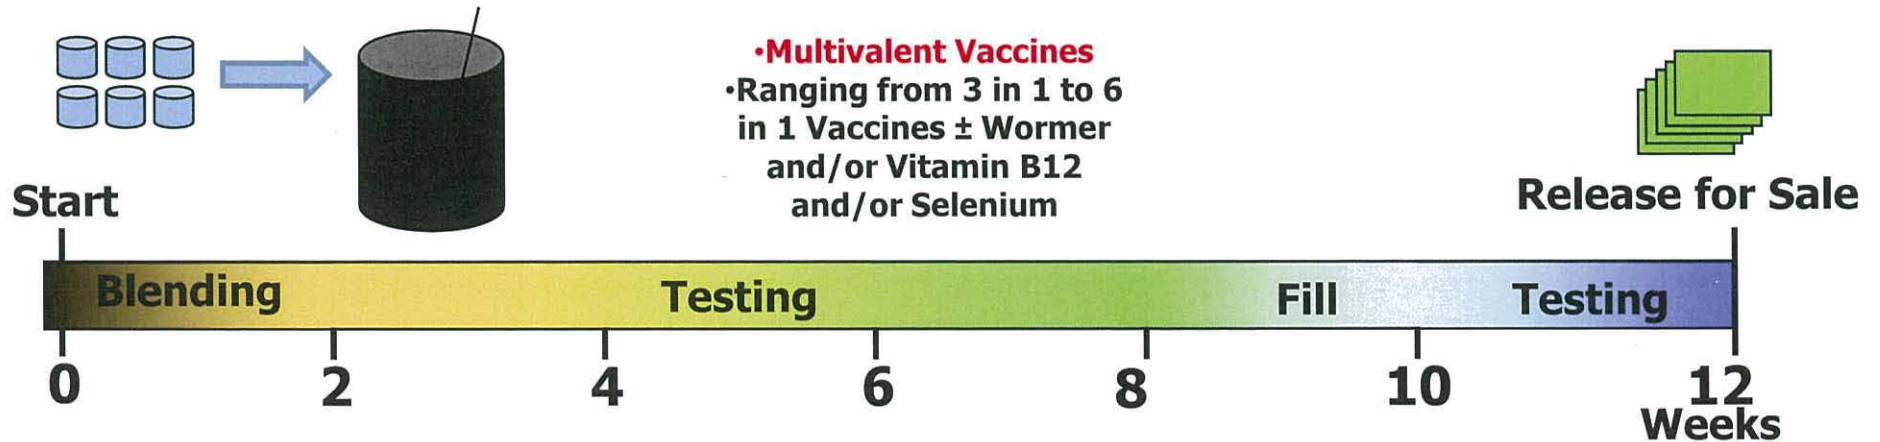 •Multivalent Vaccines
•Ranging from 3 in 1 to 6
in 1 Vaccines ± Wormer
and/or Vitamin B12
and/or Selenium
Start
Release for Sale
Blending Testing Fill Testing
0 2 4 6 8 10 12
Weeks